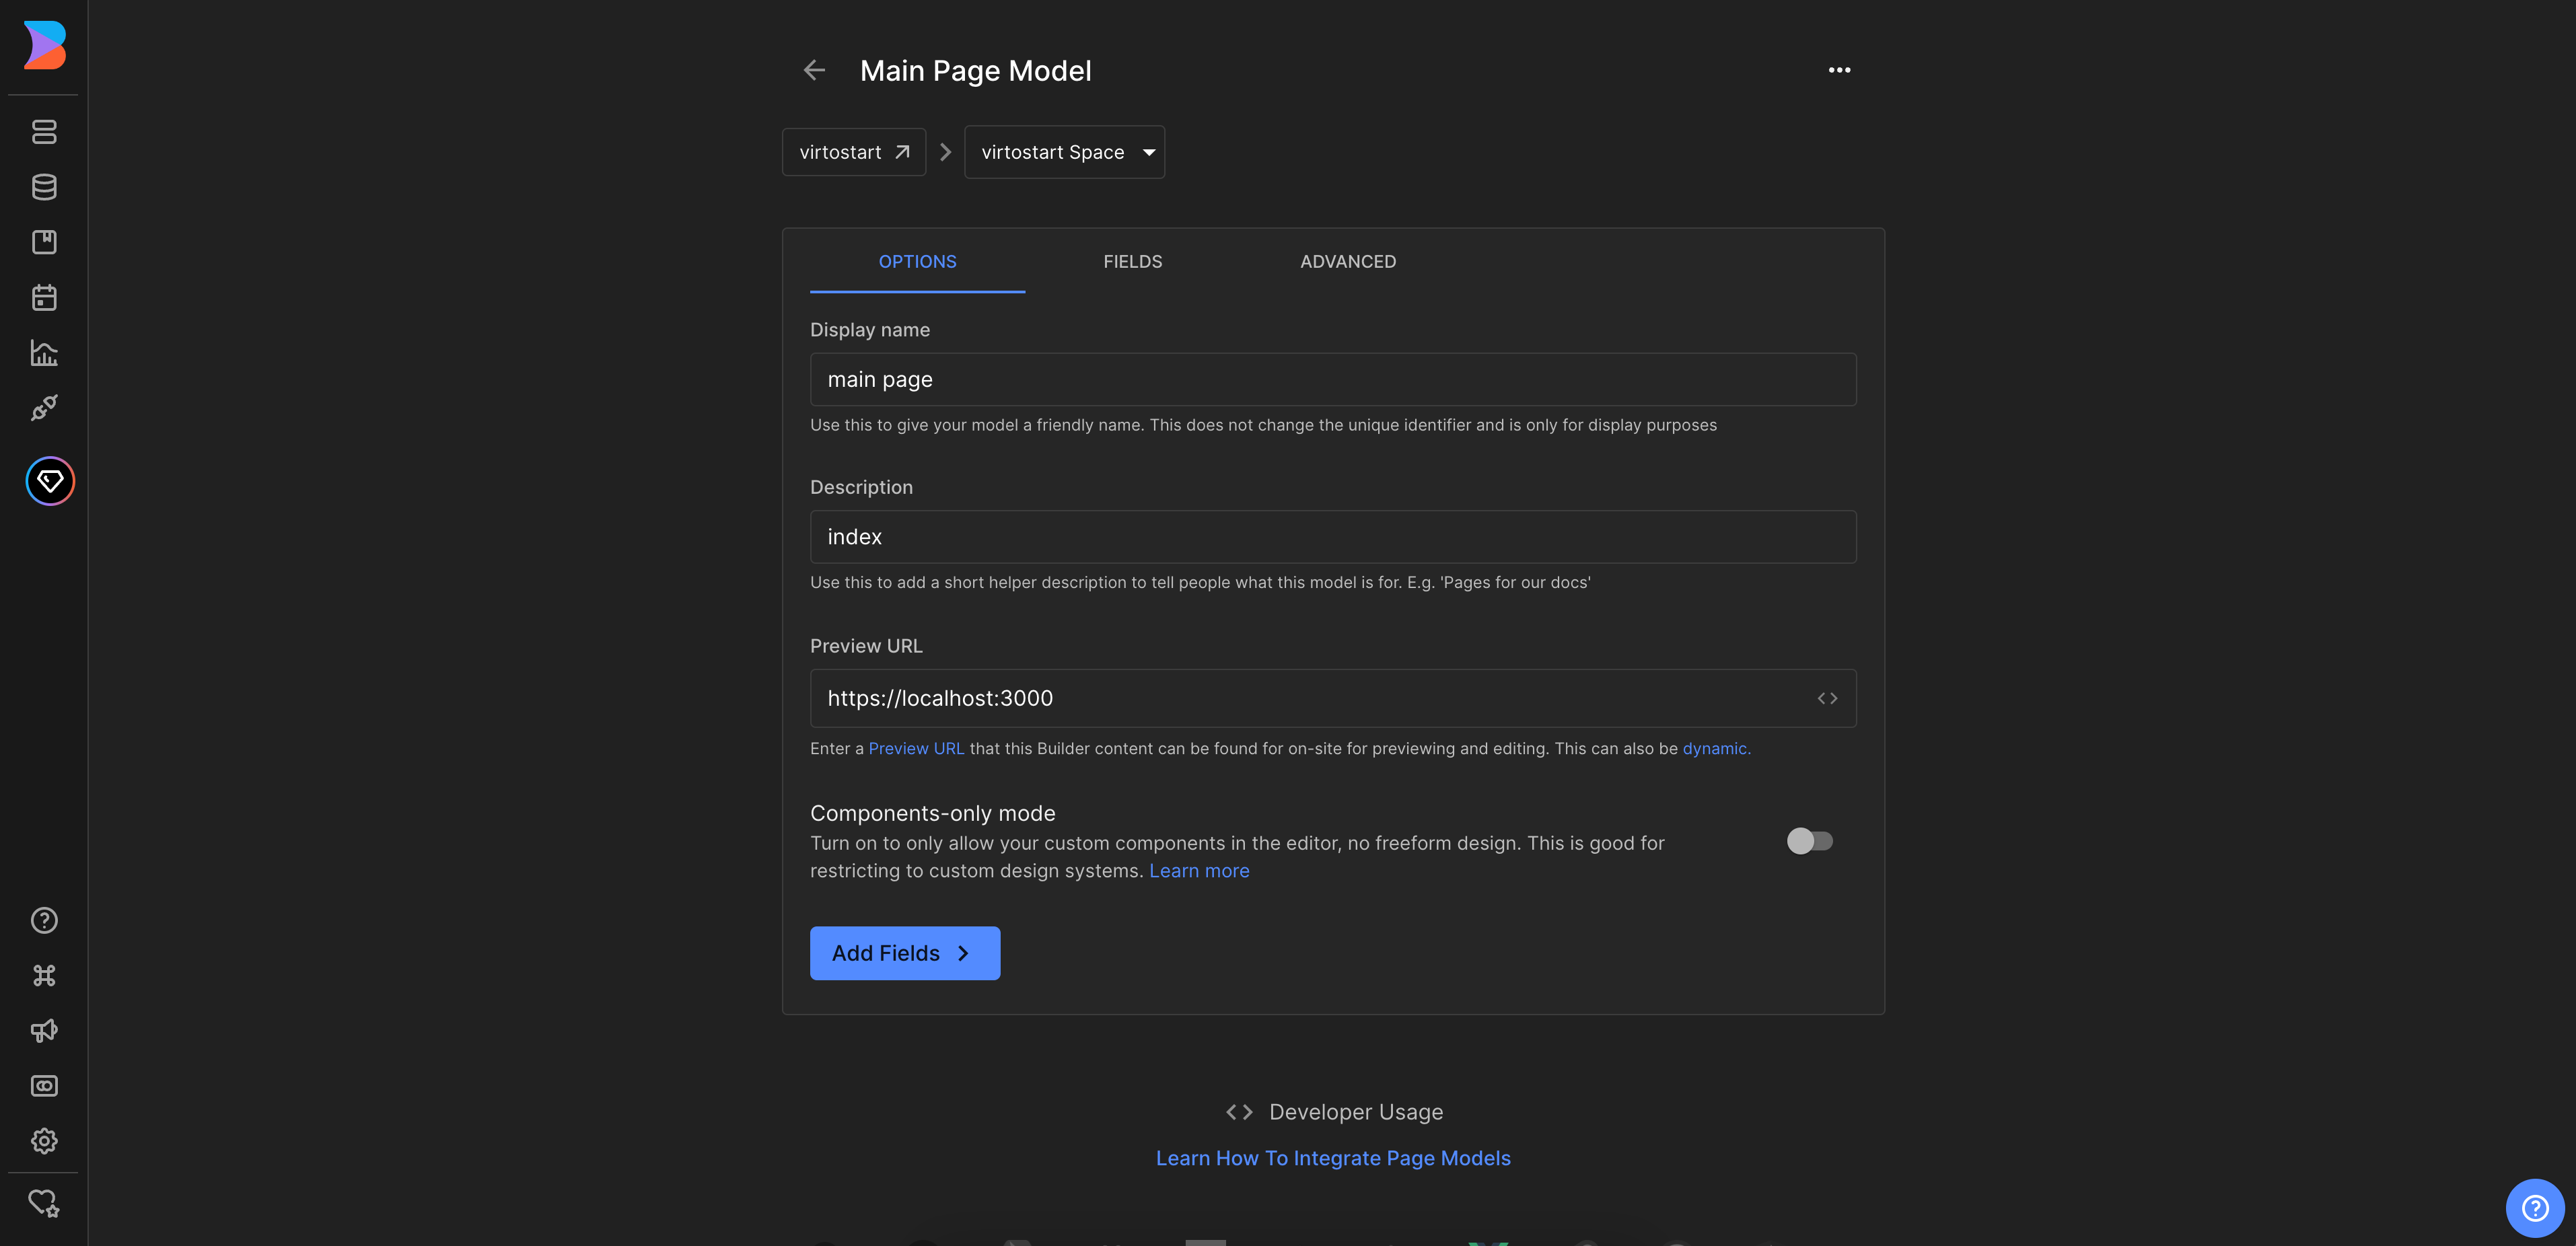 Main Page Model
virtostart
virtostart Space
OPTIONS
FIELDS
ADVANCED
Display name
main page
Use this to give your model a friendly name. This does not change the unique identifier and is only for display purposes
Description
index
Use this to add a short helper description to tell people what this model is for. E.g. 'Pages for our docs'
Preview URL
https://localhost:3000
Enter a Preview URL that this Builder content can be found for on-site for previewing and editing. This can also be dynamic.
Components-only mode
Turn on to only allow your custom components in the editor, no freeform design. This is good for
restricting to custom design systems. Learn more
Add Fields
Developer Usage
Learn How To Integrate Page Models